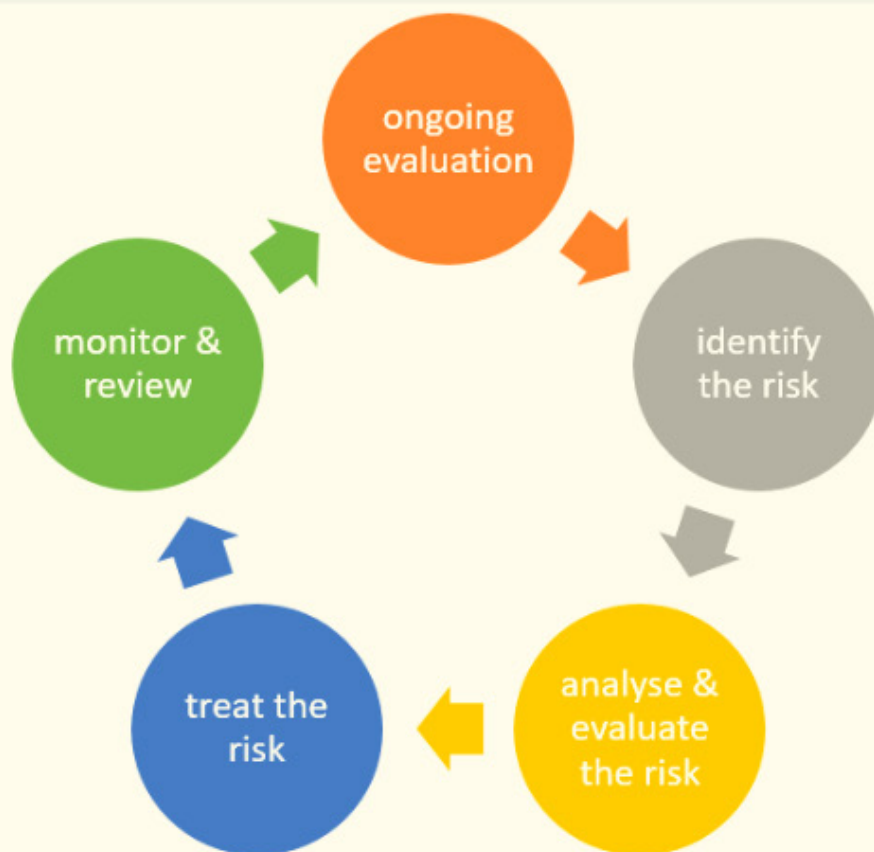 ongoing
evaluation
identify
the risk
analyse &
evaluate
the risk
treat the
risk
monitor &
review